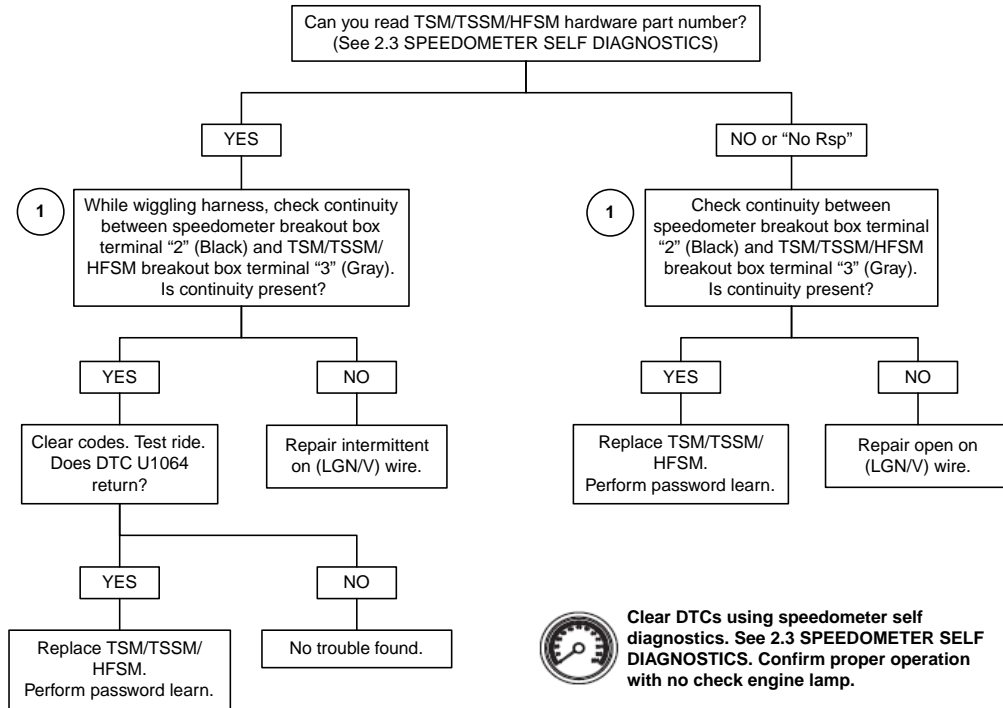 Can you read TSM/TSSM/HFSM hardware part number?
(See 2.3 SPEEDOMETER SELF DIAGNOSTICS)
YES
NO or “No Rsp”
1
While wiggling harness, check continuity
between speedometer breakout box
terminal “2” (Black) and TSM/TSSM/
HFSM breakout box terminal “3” (Gray).
Is continuity present?
1
Check continuity between
speedometer breakout box terminal
“2” (Black) and TSM/TSSM/HFSM
breakout box terminal “3” (Gray).
Is continuity present?
YES
NO
YES
NO
Clear codes. Test ride.
Does DTC U1064
return?
Repair intermittent
on (LGN/V) wire.
Replace TSM/TSSM/
HFSM.
Perform password learn.
Repair open on
(LGN/V) wire.
YES
NO
Replace TSM/TSSM/
HFSM.
Perform password learn.
No trouble found.
Clear DTCs using speedometer self
diagnostics. See 2.3 SPEEDOMETER SELF
DIAGNOSTICS. Confirm proper operation
with no check engine lamp.